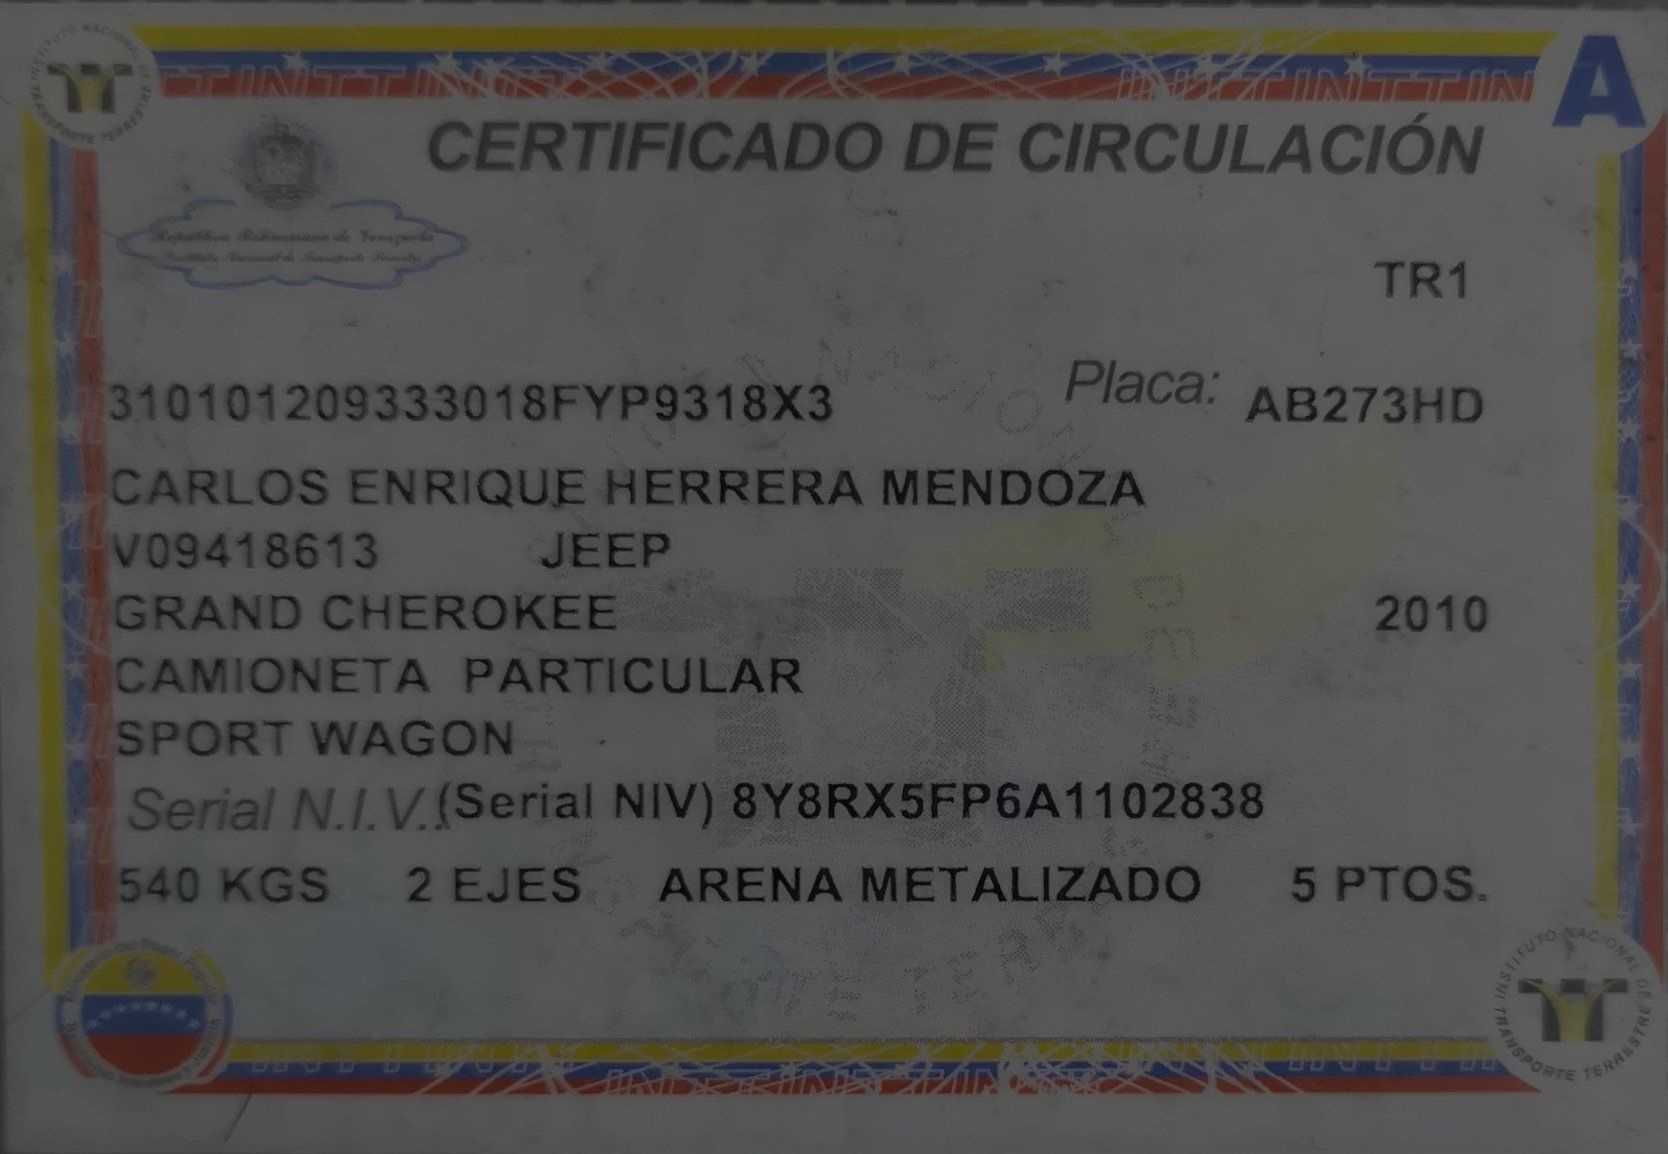 INSTITUTO NACIONAL DE TRANSPORTE TERRESTRE
INTTINTTINTT
INTTINTTIN
A
CERTIFICADO DE CIRCULACIÓN
República Bolivariana de Venezuela
Instituto Nacional de Transporte Terrestre
TR1
310101209333018FYP9318X3
Placa: AB273HD
CARLOS ENRIQUE HERRERA MENDOZA
V09418613 JEEP
GRAND CHEROKEE 2010
CAMIONETA PARTICULAR
SPORT WAGON
Serial N.I.V.:(Serial NIV) 8Y8RX5FP6A1102838
540 KGS 2 EJES ARENA METALIZADO 5 PTOS.
INSTITUTO NACIONAL DE TRANSPORTE TERRESTRE